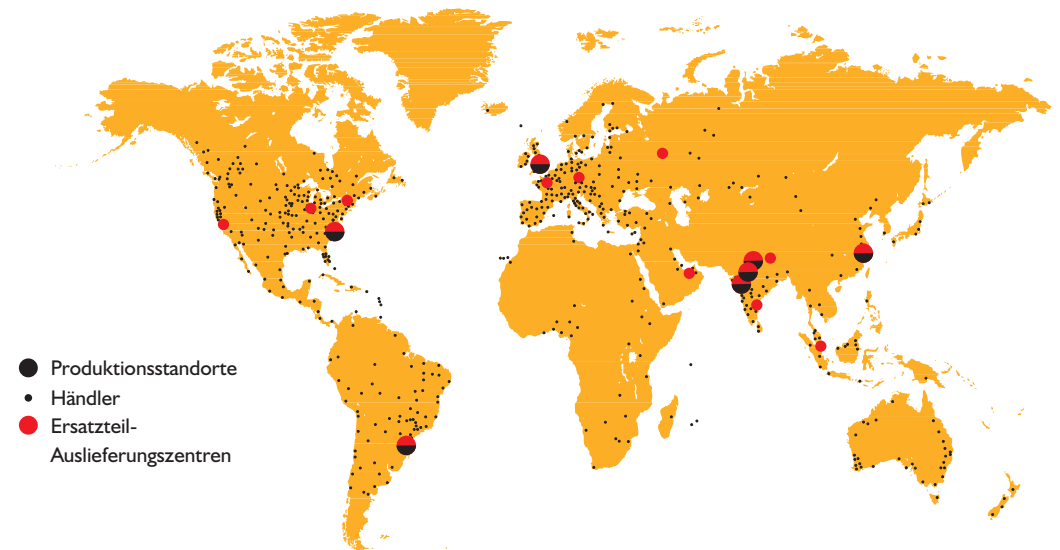 Produktionsstandorte
Händler
Ersatzteil-
Auslieferungszentren